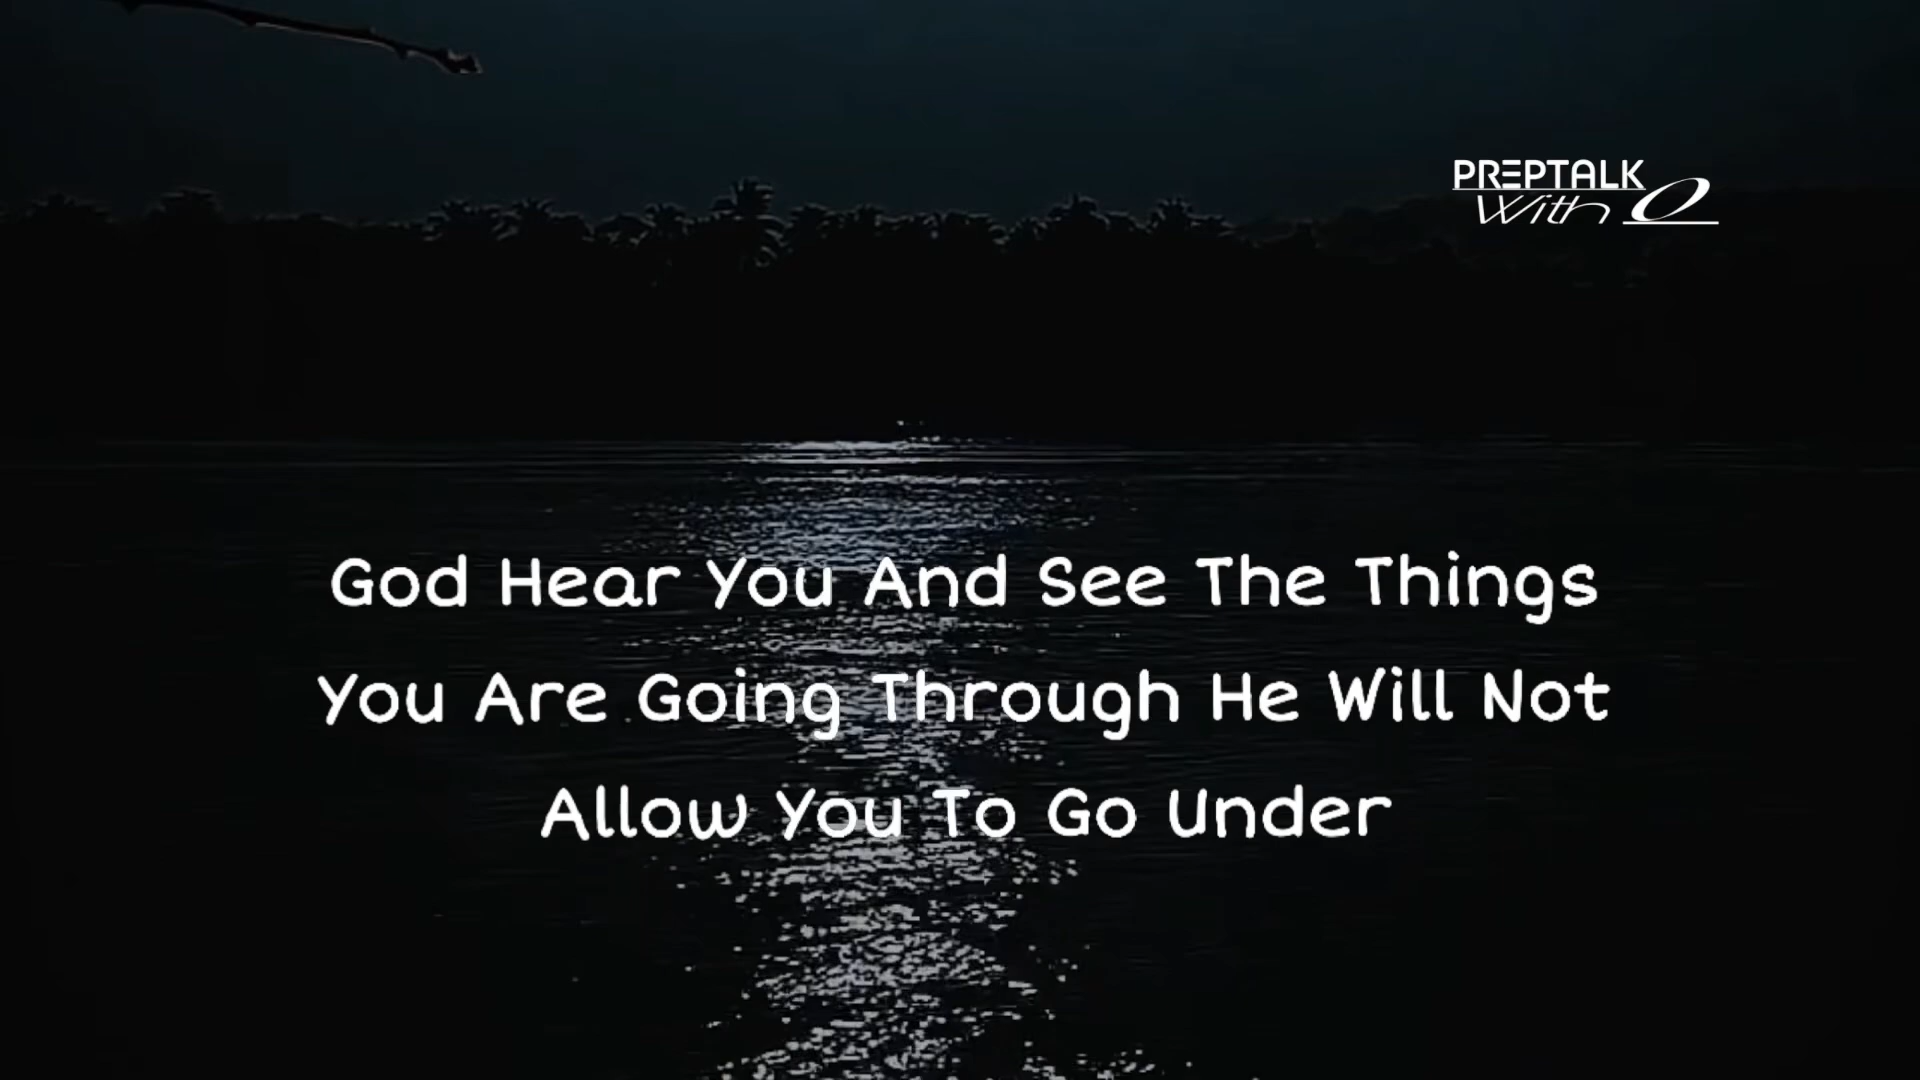 PREPTALK
With O
God Hear You And See The Things
You Are Going Through He Will Not
Allow You To Go Under